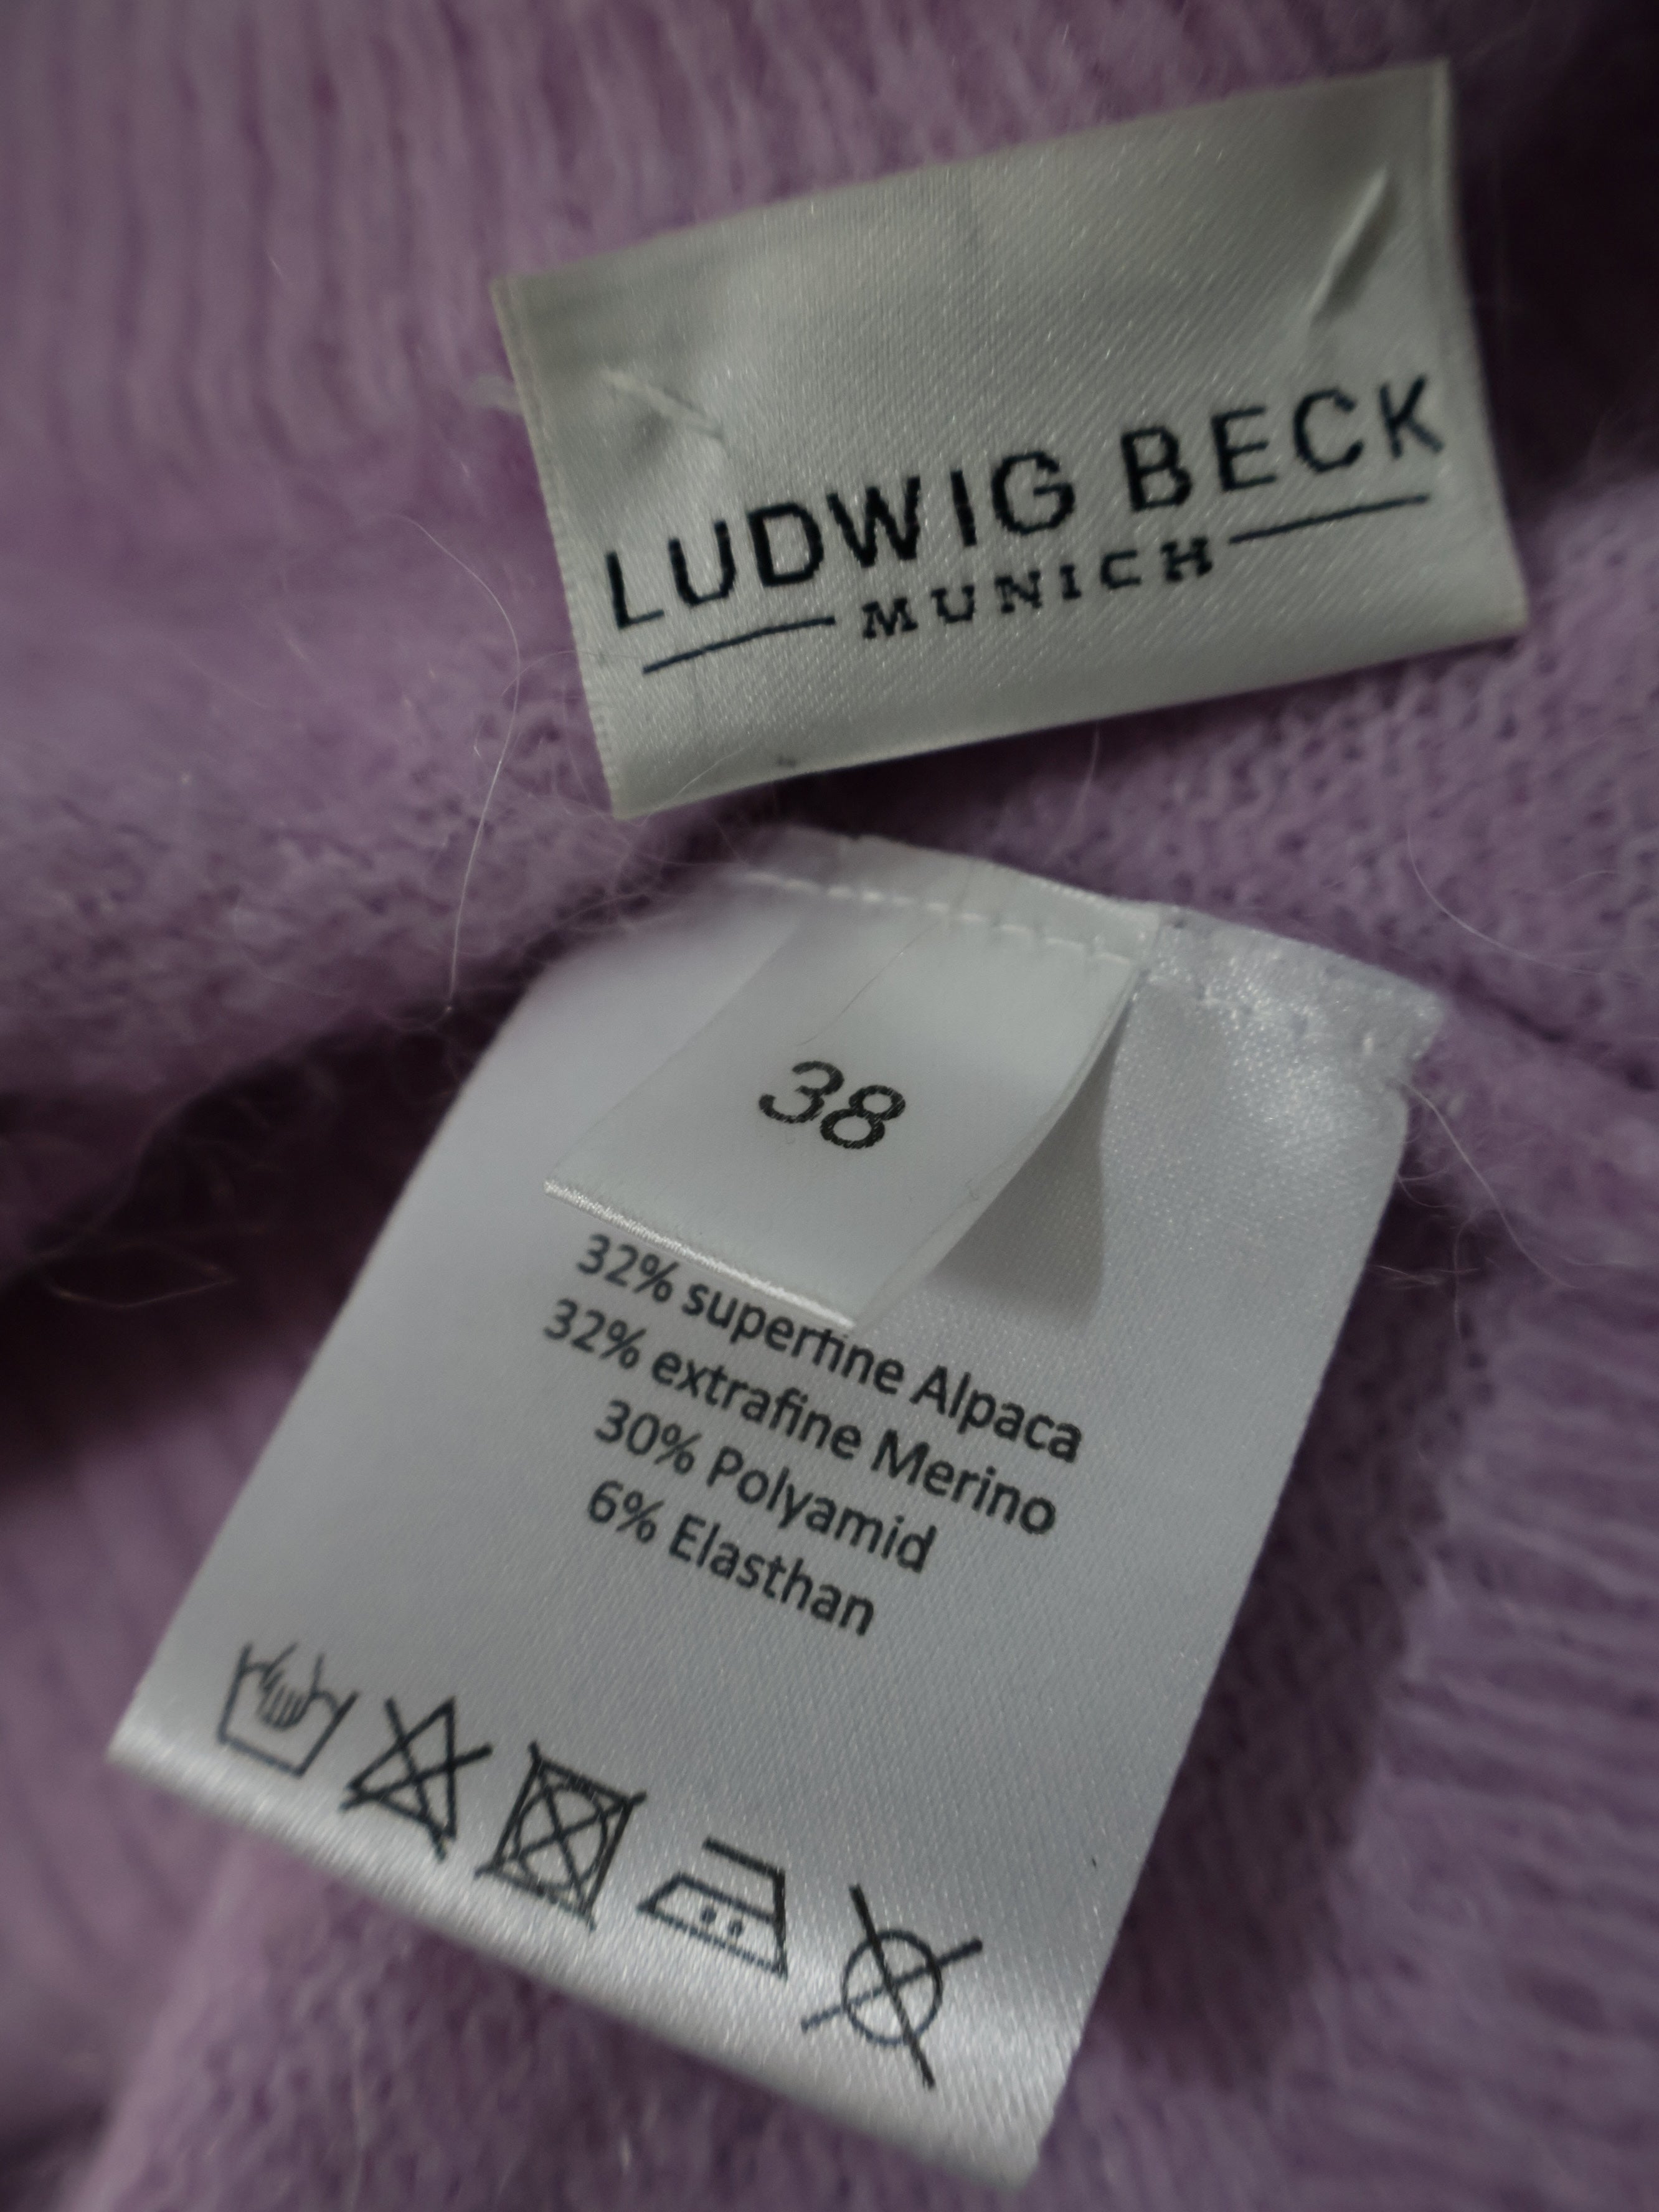 LUDWIG BECK
MUNICH
38
32% superfine Alpaca
32% extrafine Merino
30% Polyamid
6% Elasthan